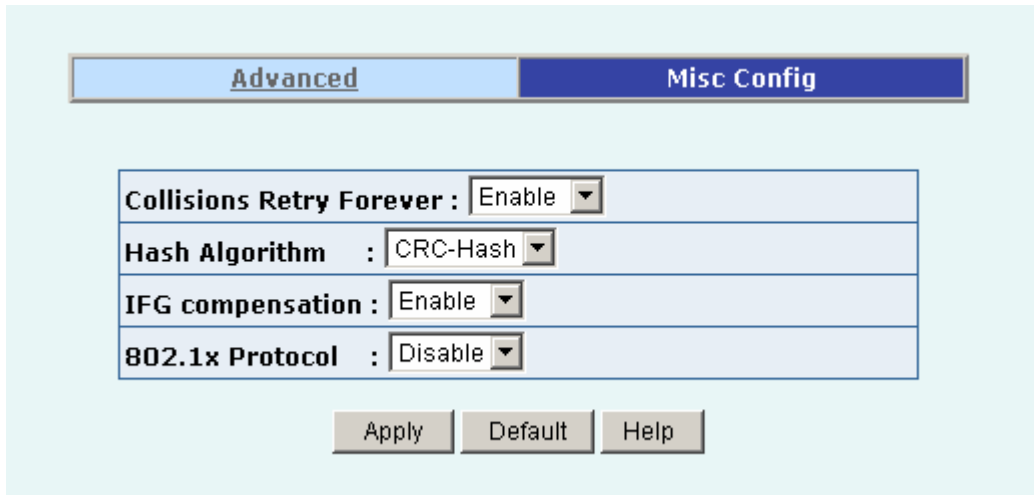 Advanced Misc Config
Collisions Retry Forever : Enable
Hash Algorithm : CRC-Hash
IFG compensation : Enable
802.1x Protocol : Disable
Apply Default Help